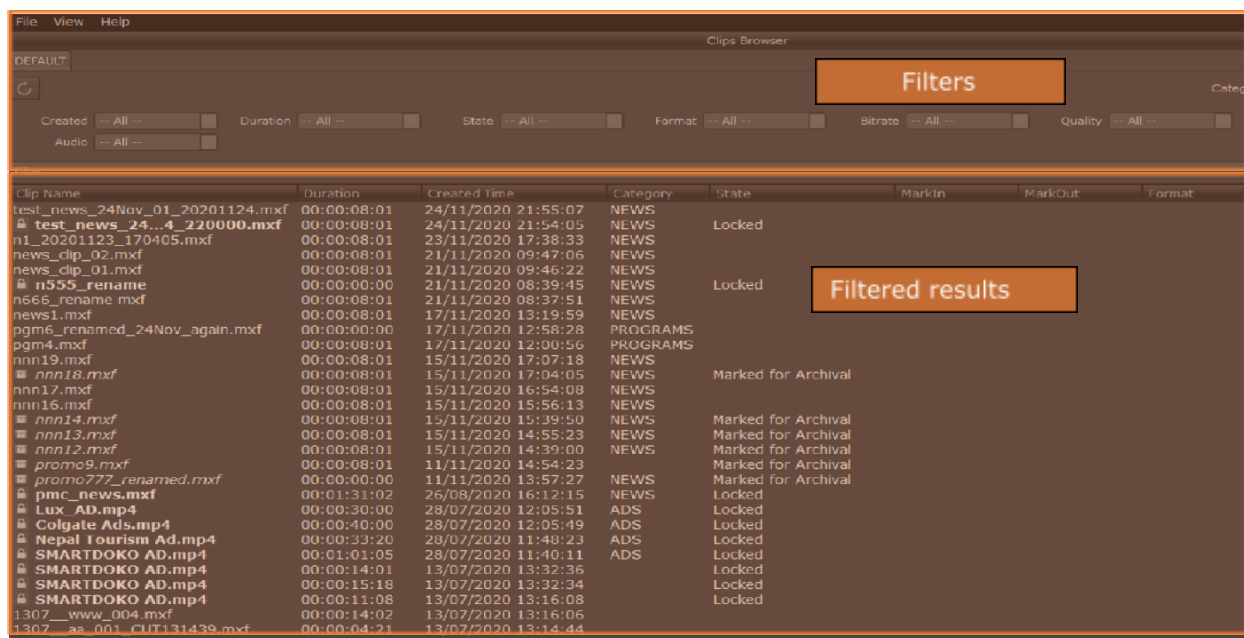 File View Help
Clips Browser
DEFAULT
Filters
Categ
Created -- All -- Duration -- All -- State -- All -- Format -- All -- Bitrate -- All -- Quality -- All --
Audio -- All --
Clip Name Duration Created Time Category State MarkIn MarkOut Format
test_news_24Nov_01_20201124.mxf 00:00:08:01 24/11/2020 21:55:07 NEWS
test_news_24...4_220000.mxf 00:00:08:01 24/11/2020 21:54:05 NEWS Locked
n1_20201123_170405.mxf 00:00:08:01 23/11/2020 17:38:33 NEWS
news_clip_02.mxf 00:00:08:01 21/11/2020 09:47:06 NEWS
news_clip_01.mxf 00:00:08:01 21/11/2020 09:46:22 NEWS
n555_rename 00:00:00:00 21/11/2020 08:39:45 NEWS Locked
Filtered results
n666_rename mxf 00:00:08:01 21/11/2020 08:37:51 NEWS
news1.mxf 00:00:08:01 17/11/2020 13:19:59 NEWS
pgm6_renamed_24Nov_again.mxf 00:00:00:00 17/11/2020 12:58:28 PROGRAMS
pgm4.mxf 00:00:08:01 17/11/2020 12:00:56 PROGRAMS
nnn19.mxf 00:00:08:01 15/11/2020 17:07:18 NEWS
nnn18.mxf 00:00:08:01 15/11/2020 17:04:05 NEWS Marked for Archival
nnn17.mxf 00:00:08:01 15/11/2020 16:54:08 NEWS
nnn16.mxf 00:00:08:01 15/11/2020 15:56:13 NEWS
nnn14.mxf 00:00:08:01 15/11/2020 15:39:50 NEWS Marked for Archival
nnn13.mxf 00:00:08:01 15/11/2020 14:55:23 NEWS Marked for Archival
nnn12.mxf 00:00:08:01 15/11/2020 14:39:00 NEWS Marked for Archival
promo9.mxf 00:00:08:01 11/11/2020 14:54:23 Marked for Archival
promo777_renamed.mxf 00:00:00:00 11/11/2020 13:57:27 NEWS Marked for Archival
pmc_news.mxf 00:01:31:02 26/08/2020 16:12:15 NEWS Locked
Lux_AD.mp4 00:00:30:00 28/07/2020 12:05:51 ADS Locked
Colgate Ads.mp4 00:00:40:00 28/07/2020 12:05:49 ADS Locked
Nepal Tourism Ad.mp4 00:00:33:20 28/07/2020 11:48:23 ADS Locked
SMARTDOKO AD.mp4 00:01:01:05 28/07/2020 11:40:11 ADS Locked
SMARTDOKO AD.mp4 00:00:14:01 13/07/2020 13:32:36 Locked
SMARTDOKO AD.mp4 00:00:15:18 13/07/2020 13:32:34 Locked
SMARTDOKO AD.mp4 00:00:11:08 13/07/2020 13:16:08 Locked
1307__www_004.mxf 00:00:14:02 13/07/2020 13:16:06
1307__aa_001_CUT131439.mxf 00:00:04:21 13/07/2020 13:14:44